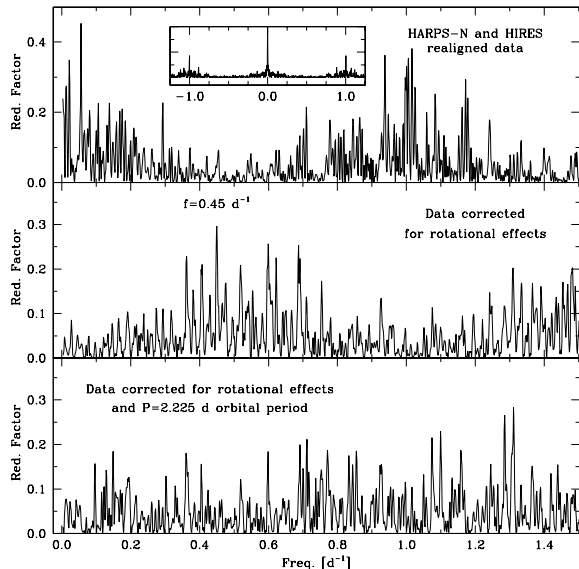 HARPS-N and HIRES
realigned data
Red. Factor
0.4
0.2
0.0
-1.0
0.0
1.0
f=0.45 d⁻¹
Data corrected
for rotational effects
Red. Factor
0.3
0.2
0.1
0.0
Data corrected for rotational effects
and P=2.225 d orbital period
Red. Factor
0.3
0.2
0.1
0.0
0.0
0.2
0.4
0.6
0.8
1.0
1.2
1.4
Freq. [d⁻¹]